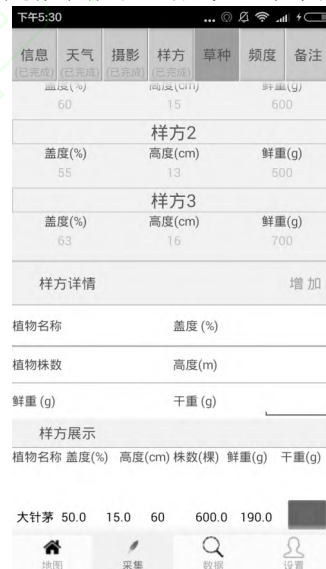 下午5:30
信息 天气 摄影 样方 草种 频度 备注
(已完成) (已完成) (已完成) (已完成)
盖度(%) 高度(cm) 鲜重(g)
60 15 600
样方2
盖度(%) 高度(cm) 鲜重(g)
55 13 500
样方3
盖度(%) 高度(cm) 鲜重(g)
63 16 700
样方详情 增加
植物名称 盖度 (%)
植物株数 高度(m)
鲜重 (g) 干重 (g)
样方展示
植物名称 盖度(%) 高度(cm) 株数(棵) 鲜重(g) 干重(g)
大针茅 50.0 15.0 60 600.0 190.0
地图 采集 数据 设置